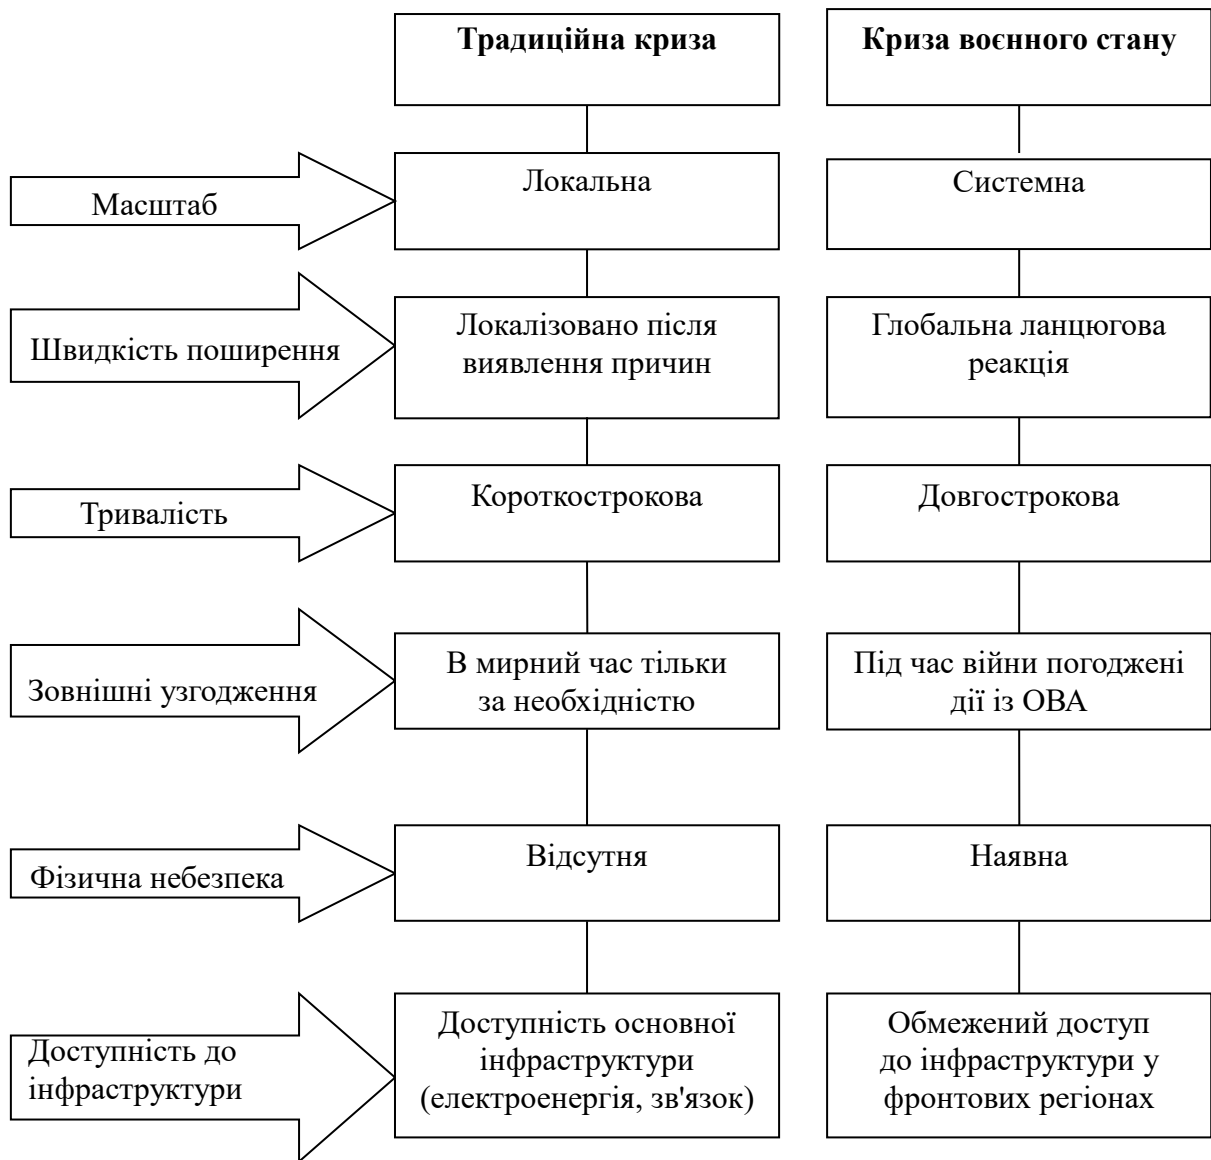 Традиційна криза
Криза воєнного стану
Масштаб
Локальна
Системна
Швидкість поширення
Локалізовано після
виявлення причин
Глобальна ланцюгова
реакція
Тривалість
Короткострокова
Довгострокова
Зовнішні узгодження
В мирний час тільки
за необхідністю
Під час війни погоджені
дії із ОВА
Фізична небезпека
Відсутня
Наявна
Доступність до
інфраструктури
Доступність основної
інфраструктури
(електроенергія, зв'язок)
Обмежений доступ
до інфраструктури у
фронтових регіонах